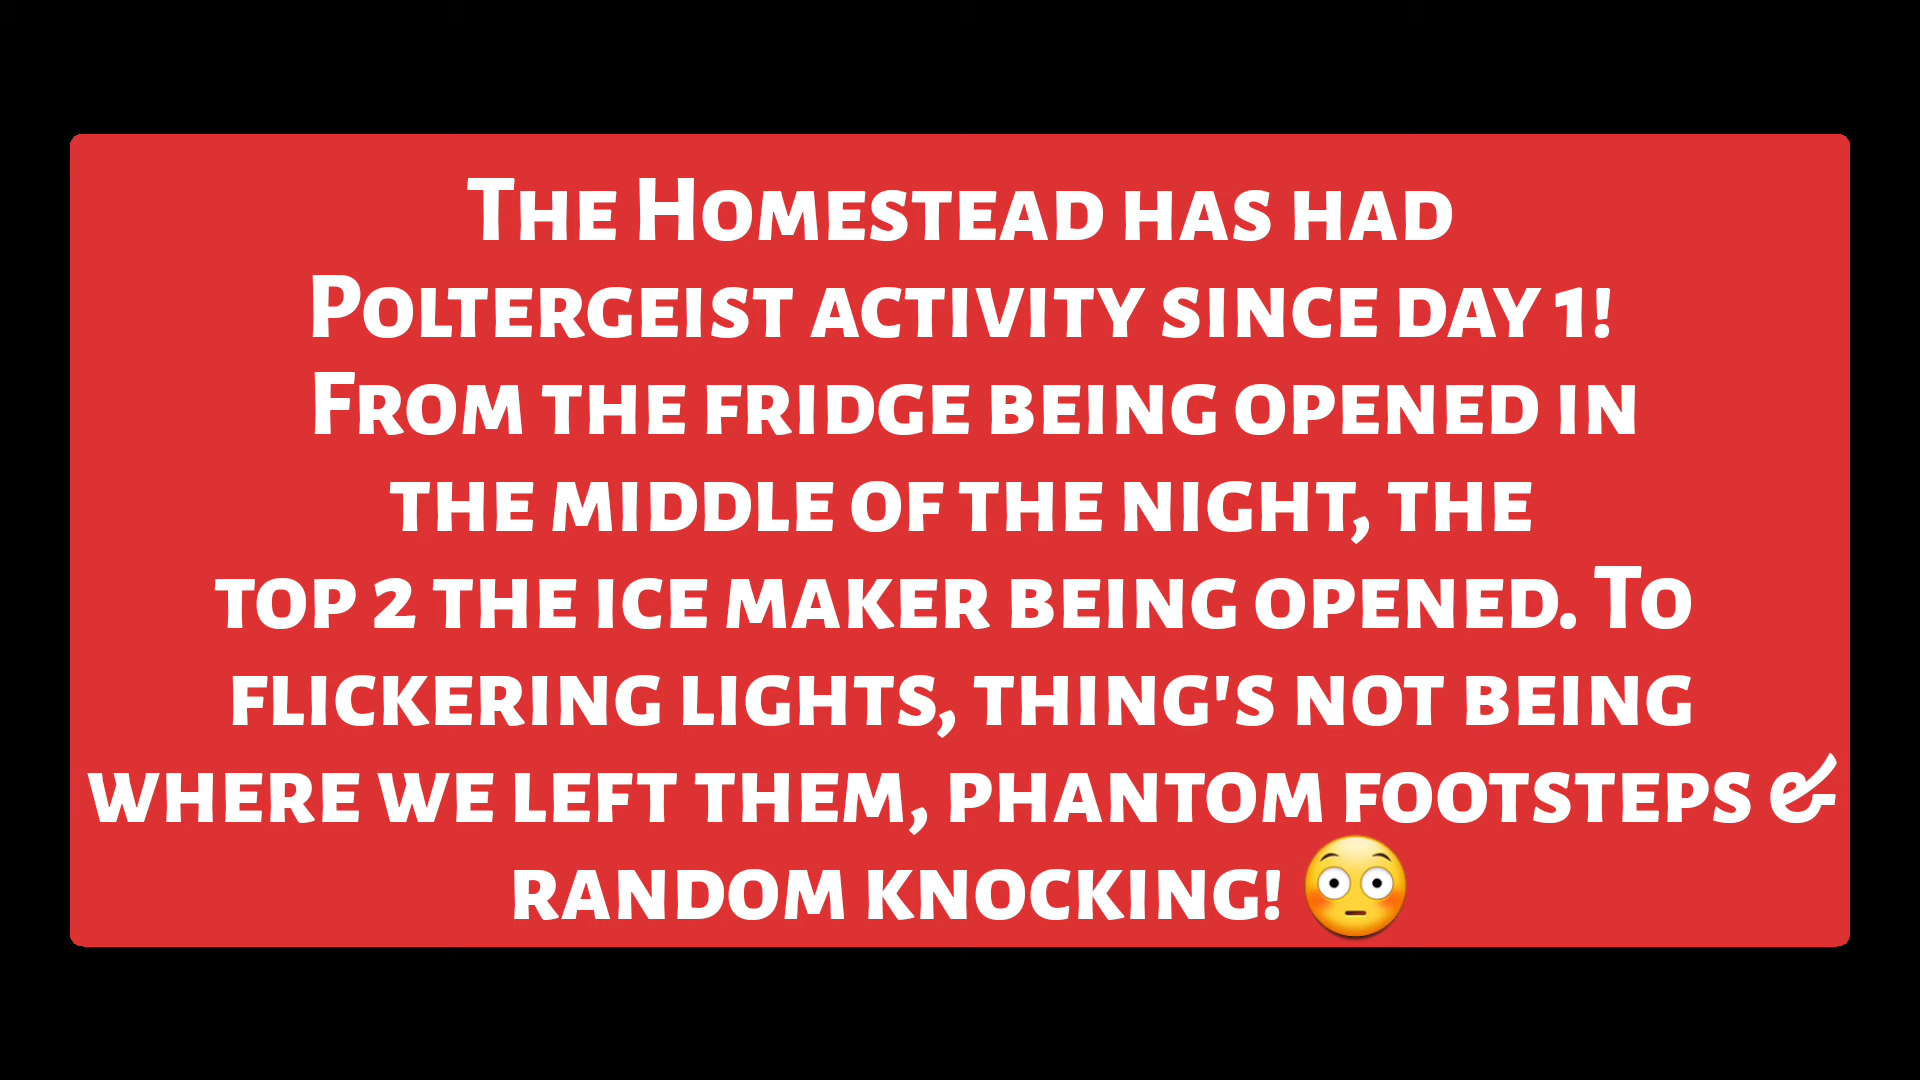 The Homestead has had
Poltergeist activity since day 1!
From the fridge being opened in
the middle of the night, the
top 2 the ice maker being opened. To
flickering lights, thing's not being
where we left them, phantom footsteps &
random knocking! 😳